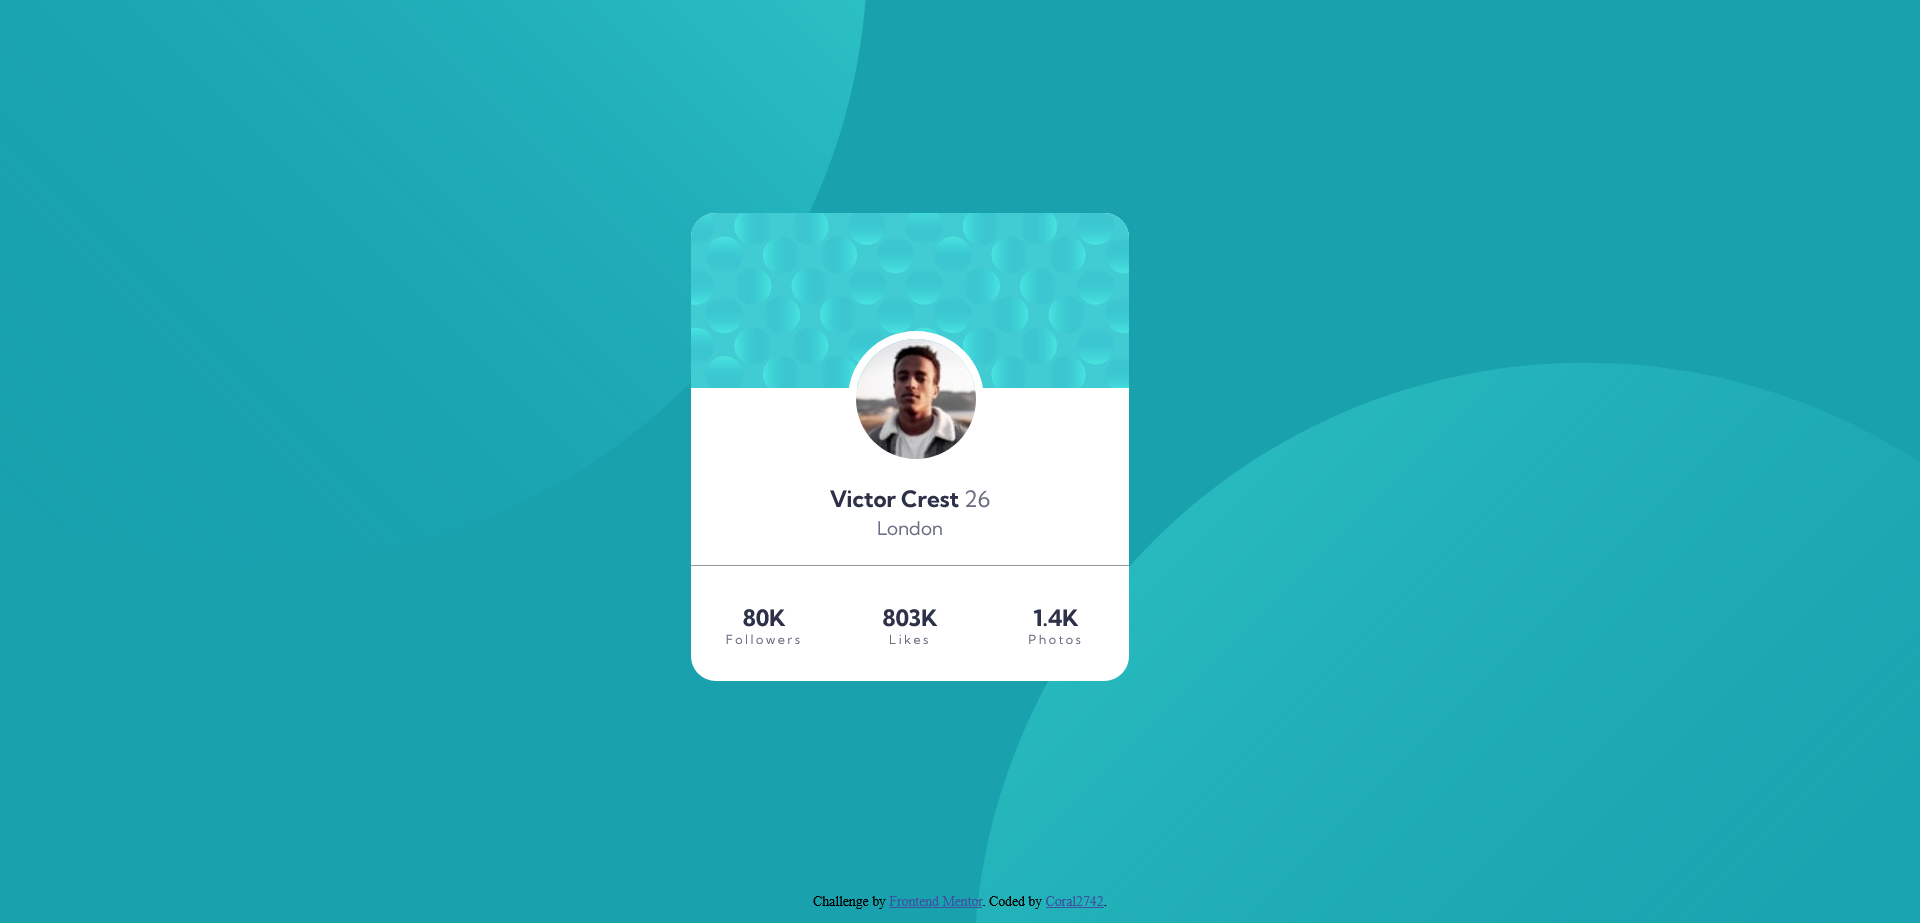 Victor Crest 26
London
80K 803K 1.4K
Followers Likes Photos
Challenge by Frontend Mentor. Coded by Coral2742.